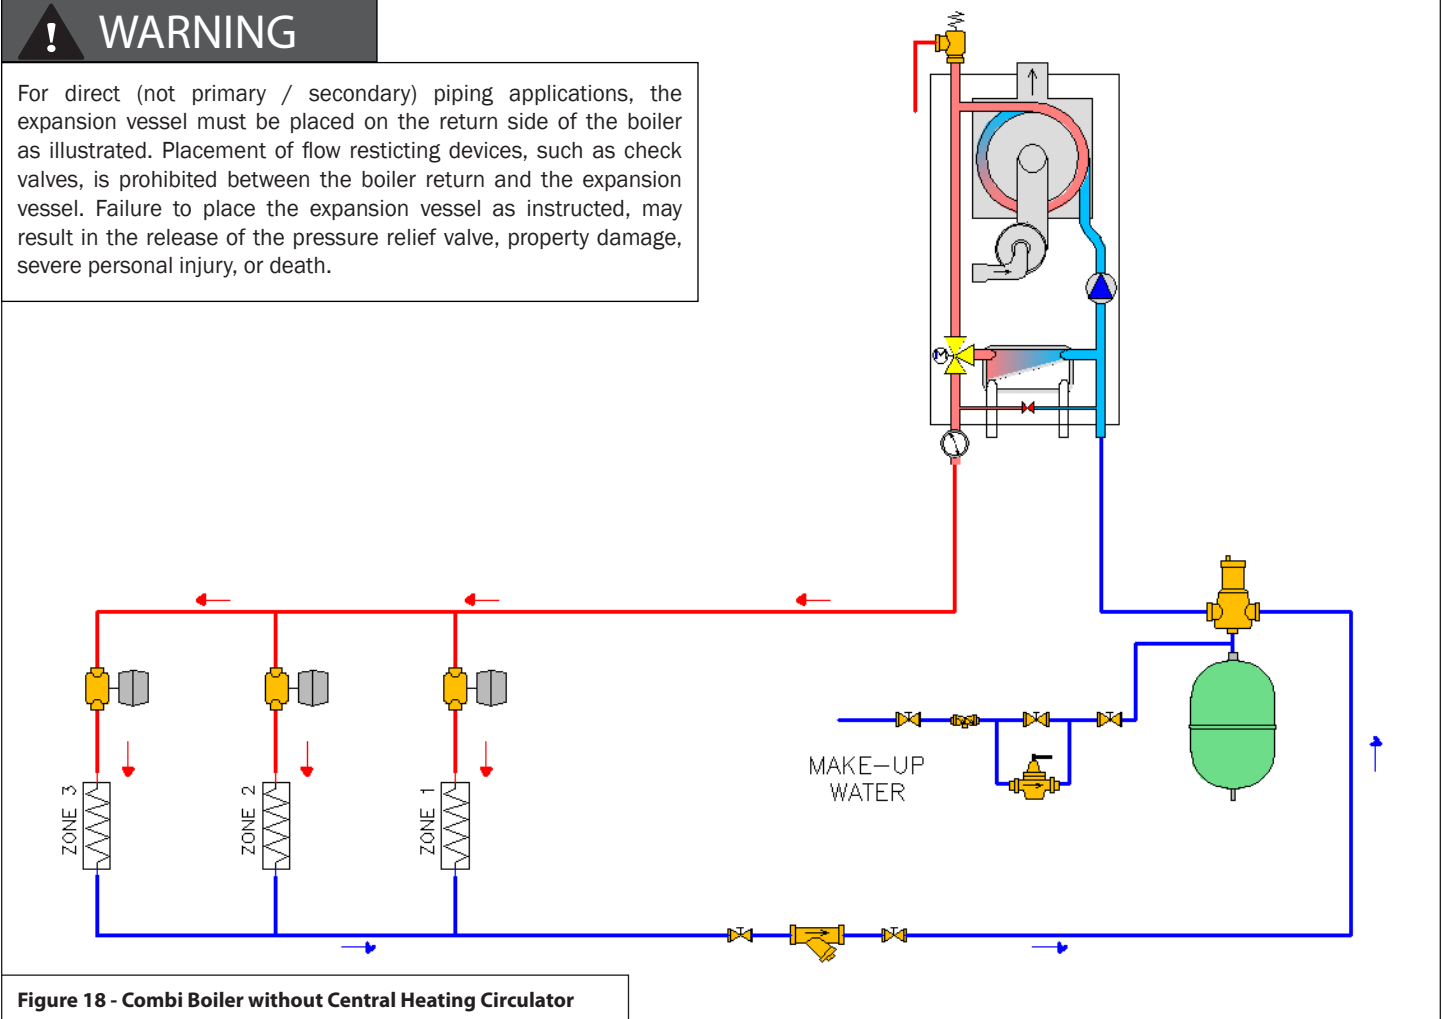 ! WARNING
For direct (not primary / secondary) piping applications, the
expansion vessel must be placed on the return side of the boiler
as illustrated. Placement of flow resticting devices, such as check
valves, is prohibited between the boiler return and the expansion
vessel. Failure to place the expansion vessel as instructed, may
result in the release of the pressure relief valve, property damage,
severe personal injury, or death.
M
MAKE-UP
WATER
ZONE 3
ZONE 2
ZONE 1
Figure 18 - Combi Boiler without Central Heating Circulator